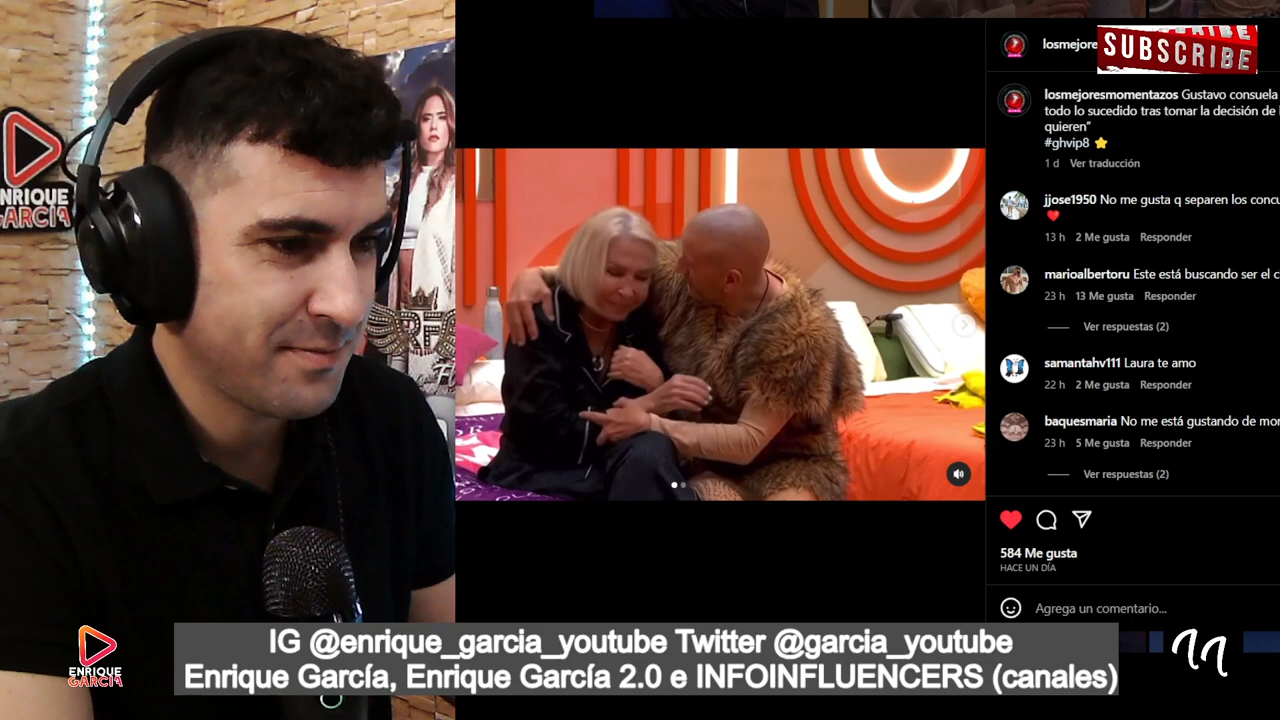 ENRIQUE
GARCÍA
losmejore
SUBSCRIBE
losmejoresmomentazos Gustavo consuela
todo lo sucedido tras tomar la decisión de
quieren"
#ghvip8 ⭐
1 d Ver traducción
jjose1950 No me gusta q separen los concu
❤️
13 h 2 Me gusta Responder
marioalbertoru Este está buscando ser el c
23 h 13 Me gusta Responder
Ver respuestas (2)
samantahv111 Laura te amo
22 h 2 Me gusta Responder
baquesmaria No me está gustando de mo
23 h 5 Me gusta Responder
Ver respuestas (2)
584 Me gusta
HACE UN DÍA
Agrega un comentario...
IG @enrique_garcia_youtube Twitter @garcia_youtube
Enrique García, Enrique García 2.0 e INFOINFLUENCERS (canales)
ENRIQUE
GARCÍA